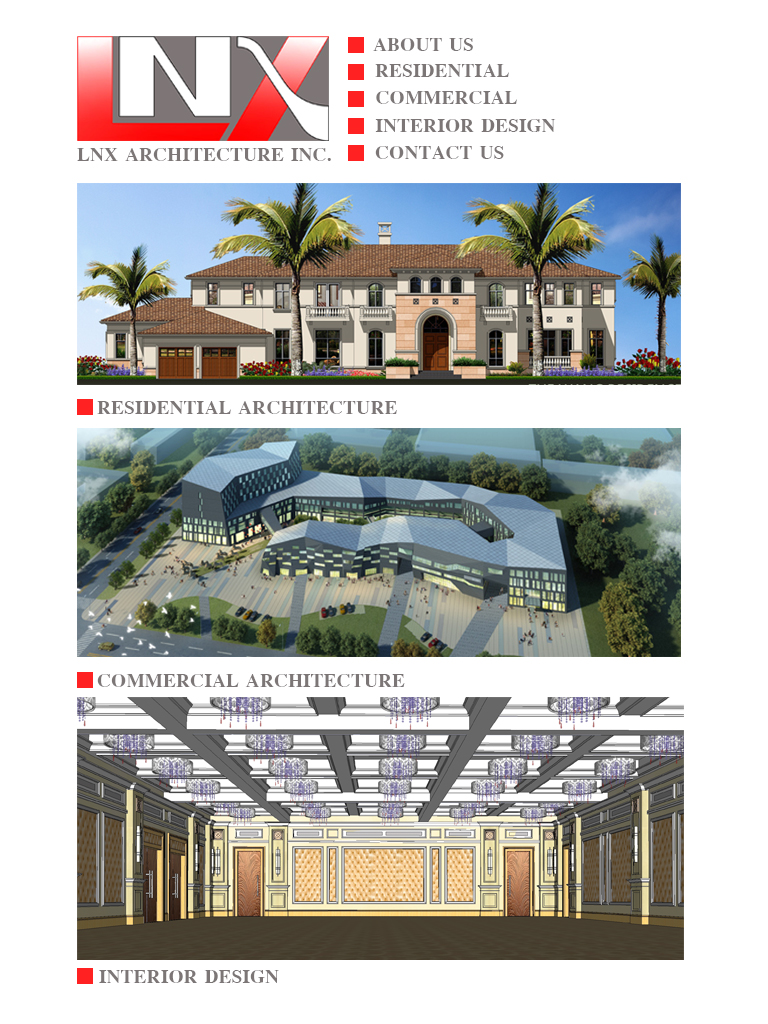 LNX
LNX ARCHITECTURE INC.
ABOUT US
RESIDENTIAL
COMMERCIAL
INTERIOR DESIGN
CONTACT US
RESIDENTIAL ARCHITECTURE
COMMERCIAL ARCHITECTURE
INTERIOR DESIGN